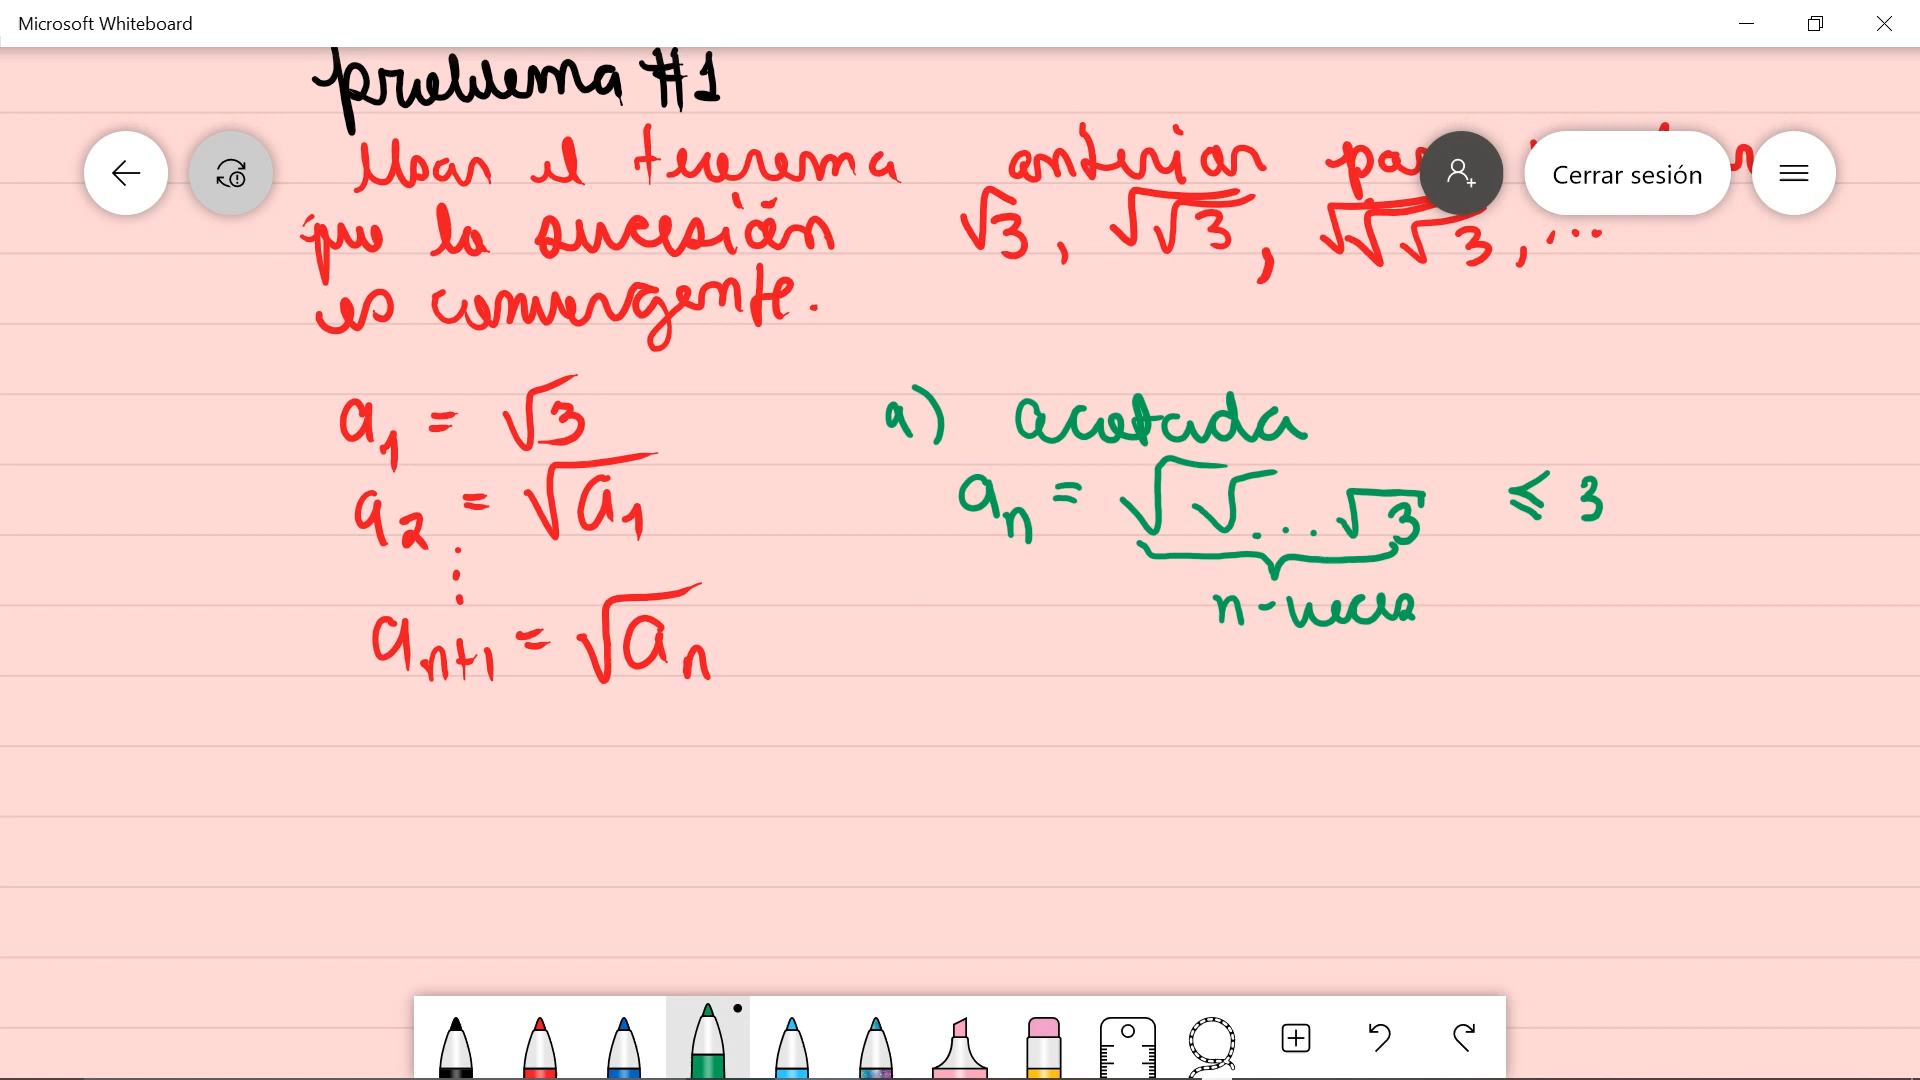 Microsoft Whiteboard
problema #1
Usar el teorema anterior
Cerrar sesión
que la sucesión √3, √√3, √√√3, ...
es convergente.
a₁ = √3
a) acotada
a₂ = √a₁
aₙ = √√...√3 ≤ 3
⋮
n-veces
aₙ₊₁ = √aₙ